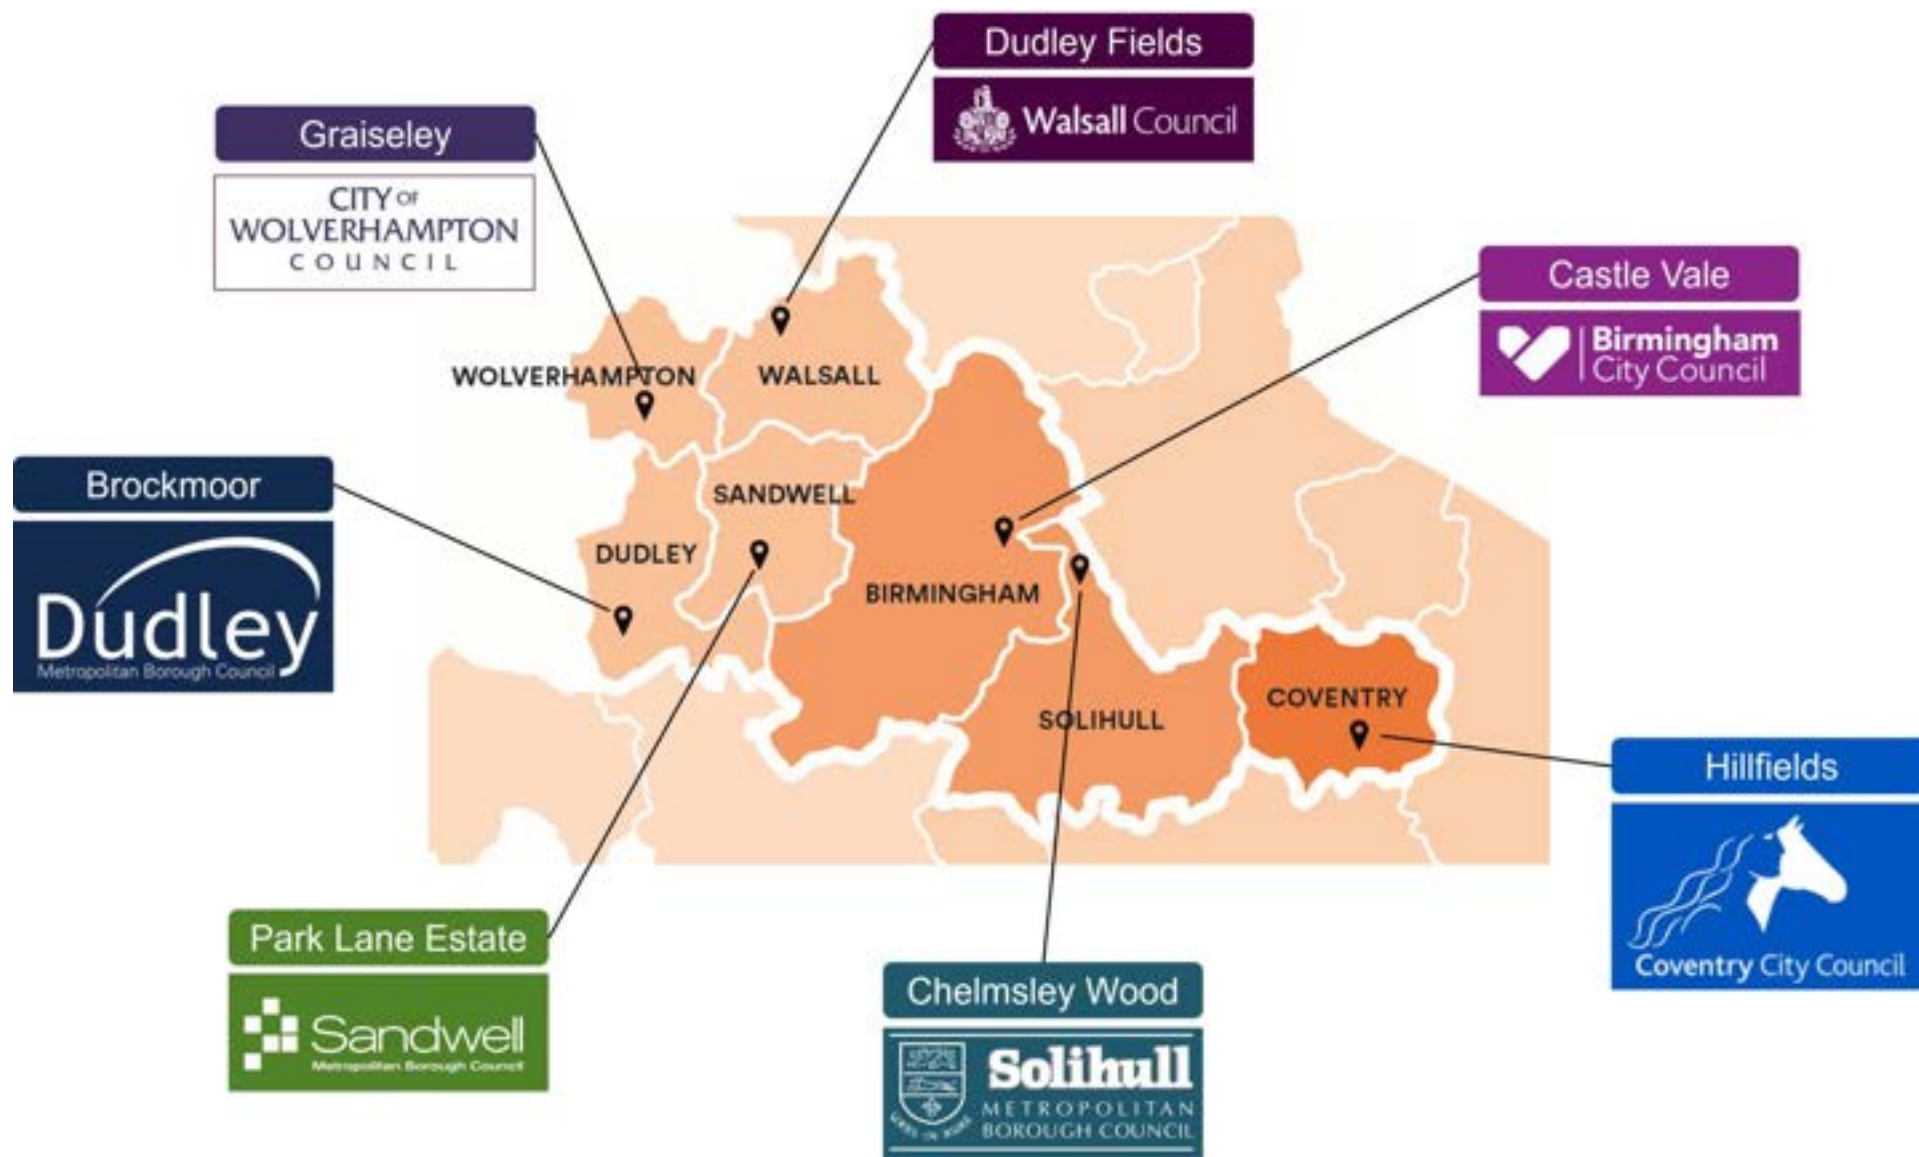 Dudley Fields
Walsall Council
Graiseley
CITY OF
WOLVERHAMPTON
COUNCIL
Castle Vale
Birmingham
City Council
WOLVERHAMPTON
WALSALL
Brockmoor
Dudley
Metropolitan Borough Council
SANDWELL
DUDLEY
BIRMINGHAM
SOLIHULL
COVENTRY
Hillfields
Coventry City Council
Park Lane Estate
Sandwell
Metropolitan Borough Council
Chelmsley Wood
Solihull
METROPOLITAN
BOROUGH COUNCIL